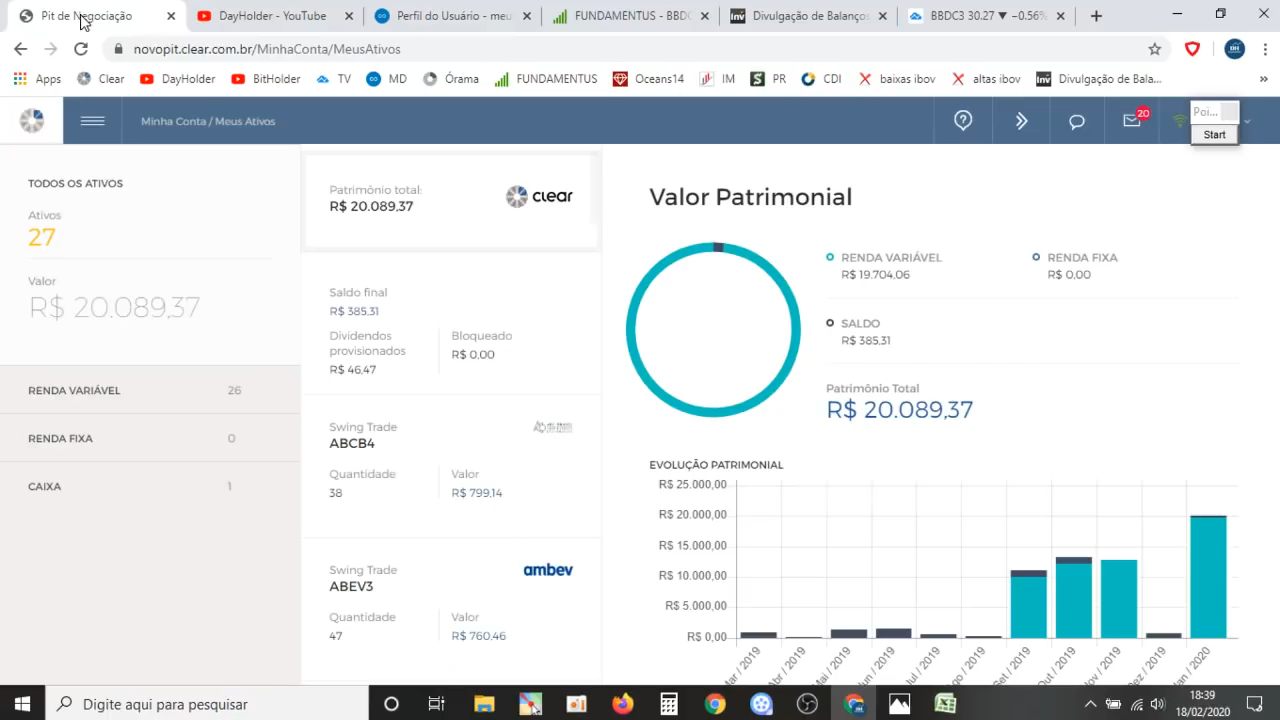 Pit de Negociação
DayHolder - YouTube
Perfil do Usuário - meu
FUNDAMENTUS - BBDC
Divulgação de Balanços
BBDC3 30.27 ▼ −0.56%
novopit.clear.com.br/MinhaConta/MeusAtivos
Apps
Clear
DayHolder
BitHolder
TV
MD
Órama
FUNDAMENTUS
Oceans14
IM
PR
CDI
baixas ibov
altas ibov
Divulgação de Bala...
Minha Conta / Meus Ativos
20
Poi...
Start
TODOS OS ATIVOS
Ativos
27
Valor
R$ 20.089,37
RENDA VARIÁVEL 26
RENDA FIXA 0
CAIXA 1
Patrimônio total:
R$ 20.089,37
clear
Saldo final
R$ 385,31
Dividendos provisionados
R$ 46,47
Bloqueado
R$ 0,00
Swing Trade
ABCB4
Quantidade
38
Valor
R$ 799,14
Swing Trade
ABEV3
ambev
Quantidade
47
Valor
R$ 760,46
Valor Patrimonial
RENDA VARIÁVEL
R$ 19.704,06
RENDA FIXA
R$ 0,00
SALDO
R$ 385,31
Patrimônio Total
R$ 20.089,37
EVOLUÇÃO PATRIMONIAL
R$ 25.000,00
R$ 20.000,00
R$ 15.000,00
R$ 10.000,00
R$ 5.000,00
R$ 0,00
Mar / 2019
Abr / 2019
Mai / 2019
Jun / 2019
Jul / 2019
Ago / 2019
Set / 2019
Out / 2019
Nov / 2019
Dez / 2019
Jan / 2020
Digite aqui para pesquisar
18:39
18/02/2020